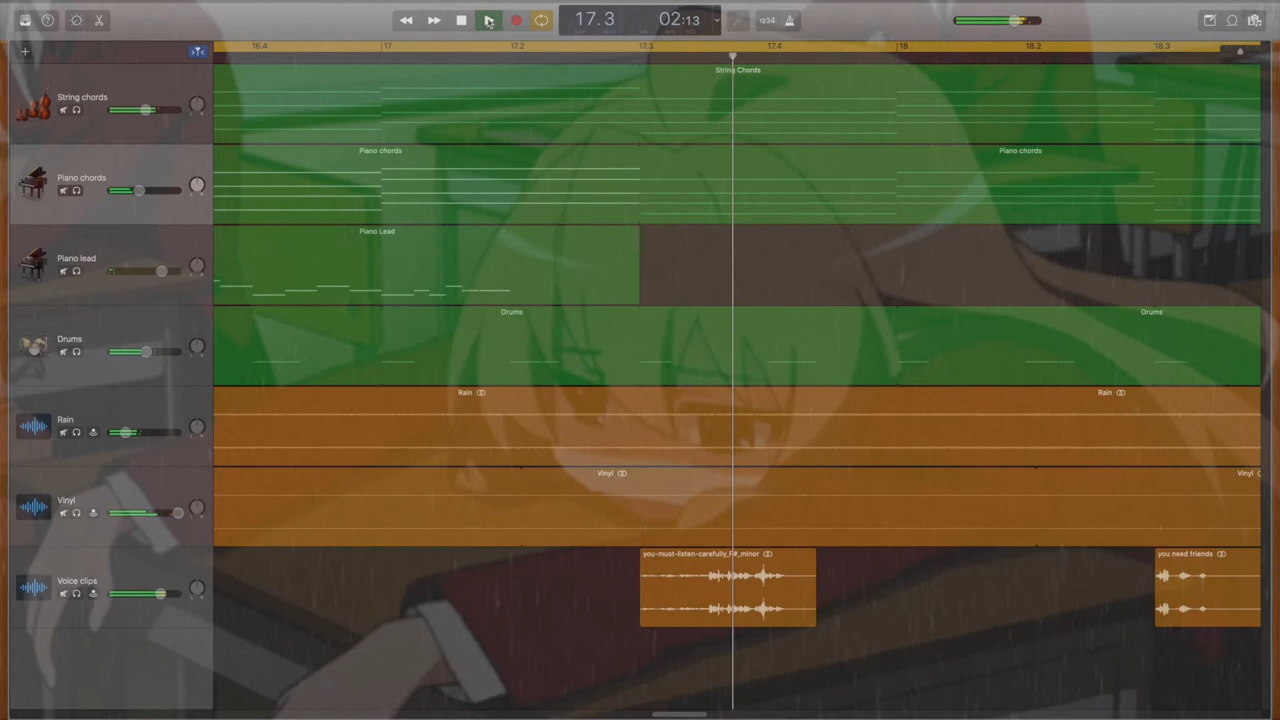 17.3
02:13
1234
16.4
17
17.2
17.3
17.4
18
18.2
18.3
String chords
String Chords
Piano chords
Piano chords
Piano chords
Piano lead
Piano Lead
Drums
Drums
Drums
Rain
Rain
Rain
Vinyl
Vinyl
Vinyl
Voice clips
you-must-listen-carefully_F#_minor
you need friends